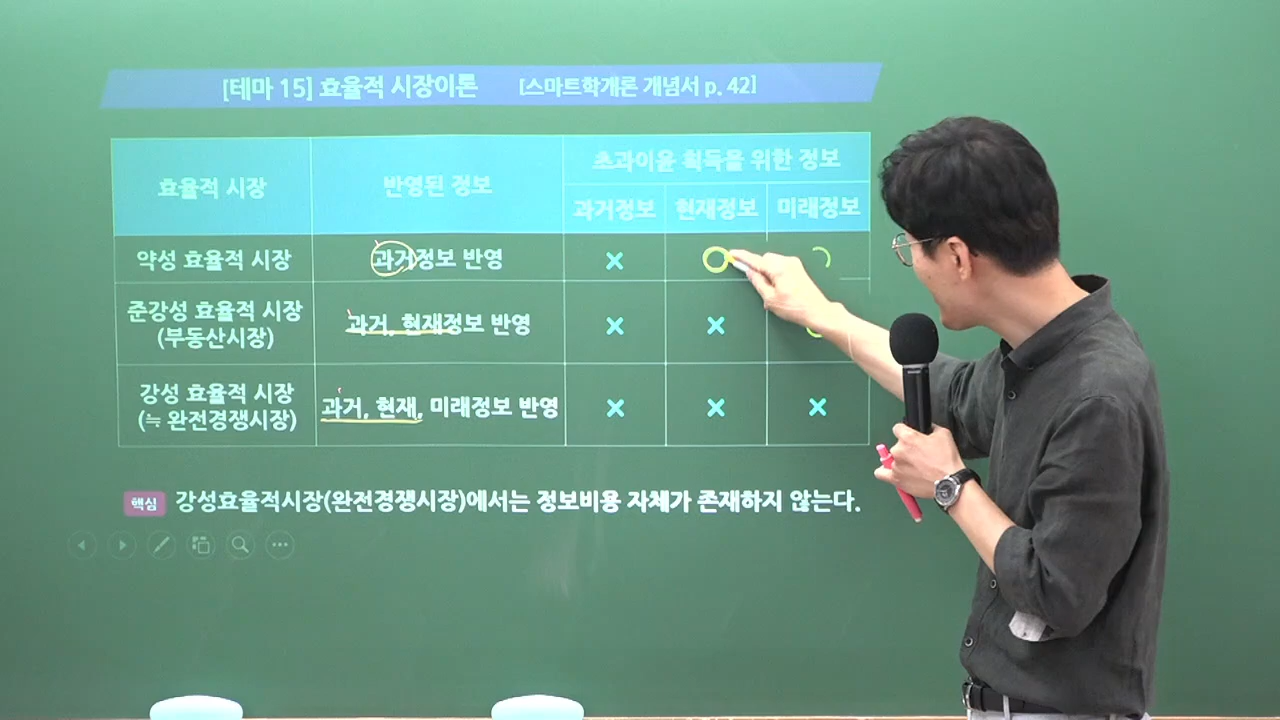 [테마 15] 효율적 시장이론 [스마트학개론 개념서 p. 42]
효율적 시장 반영된 정보 초과이윤 획득을 위한 정보
과거정보 현재정보 미래정보
약성 효율적 시장 과거정보 반영 × ○
준강성 효율적 시장
(부동산시장) 과거, 현재정보 반영 × ×
강성 효율적 시장
(≒ 완전경쟁시장) 과거, 현재, 미래정보 반영 × × ×
핵심 강성효율적시장(완전경쟁시장)에서는 정보비용 자체가 존재하지 않는다.